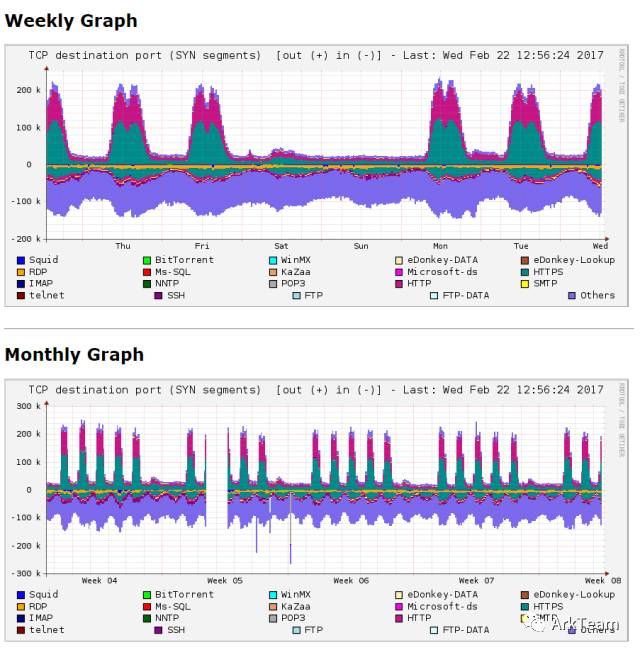 Weekly Graph
TCP destination port (SYN segments) [out (+) in (-)] - Last: Wed Feb 22 12:56:24 2017
200 k
100 k
0
-100 k
-200 k
Thu Fri Sat Sun Mon Tue Wed
Squid BitTorrent WinMX eDonkey-DATA eDonkey-Lookup
RDP Ms-SQL KaZaa Microsoft-ds HTTPS
IMAP NNTP POP3 HTTP SMTP
telnet SSH FTP FTP-DATA Others
Monthly Graph
TCP destination port (SYN segments) [out (+) in (-)] - Last: Wed Feb 22 12:56:24 2017
300 k
200 k
100 k
0
-100 k
-200 k
-300 k
Week 04 Week 05 Week 06 Week 07 Week 08
Squid BitTorrent WinMX eDonkey-DATA eDonkey-Lookup
RDP Ms-SQL KaZaa Microsoft-ds HTTPS
IMAP NNTP POP3 HTTP SMTP
telnet SSH FTP FTP-DATA Others
ArkTeam